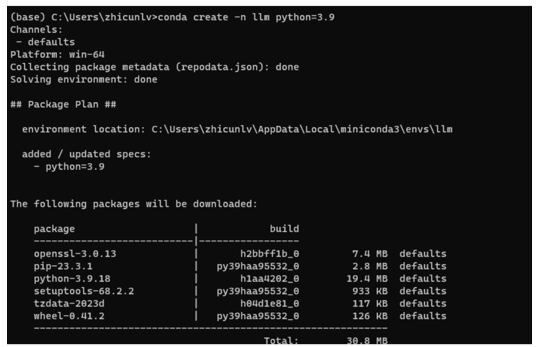 (base) C:\Users\zhicunlv>conda create -n llm python=3.9
Channels:
 - defaults
Platform: win-64
Collecting package metadata (repodata.json): done
Solving environment: done
## Package Plan ##
  environment location: C:\Users\zhicunlv\AppData\Local\miniconda3\envs\llm
  added / updated specs:
    - python=3.9
The following packages will be downloaded:
    package                    |            build
    ---------------------------|-----------------
    openssl-3.0.13             |       h2bbff1b_0         7.4 MB  defaults
    pip-23.3.1                 |   py39haa95532_0         2.8 MB  defaults
    python-3.9.18              |       h1aa4202_0        19.4 MB  defaults
    setuptools-68.2.2          |   py39haa95532_0         933 KB  defaults
    tzdata-2023d               |       h04d1e81_0         117 KB  defaults
    wheel-0.41.2               |   py39haa95532_0         126 KB  defaults
    ------------------------------------------------------------
                                           Total:        30.8 MB